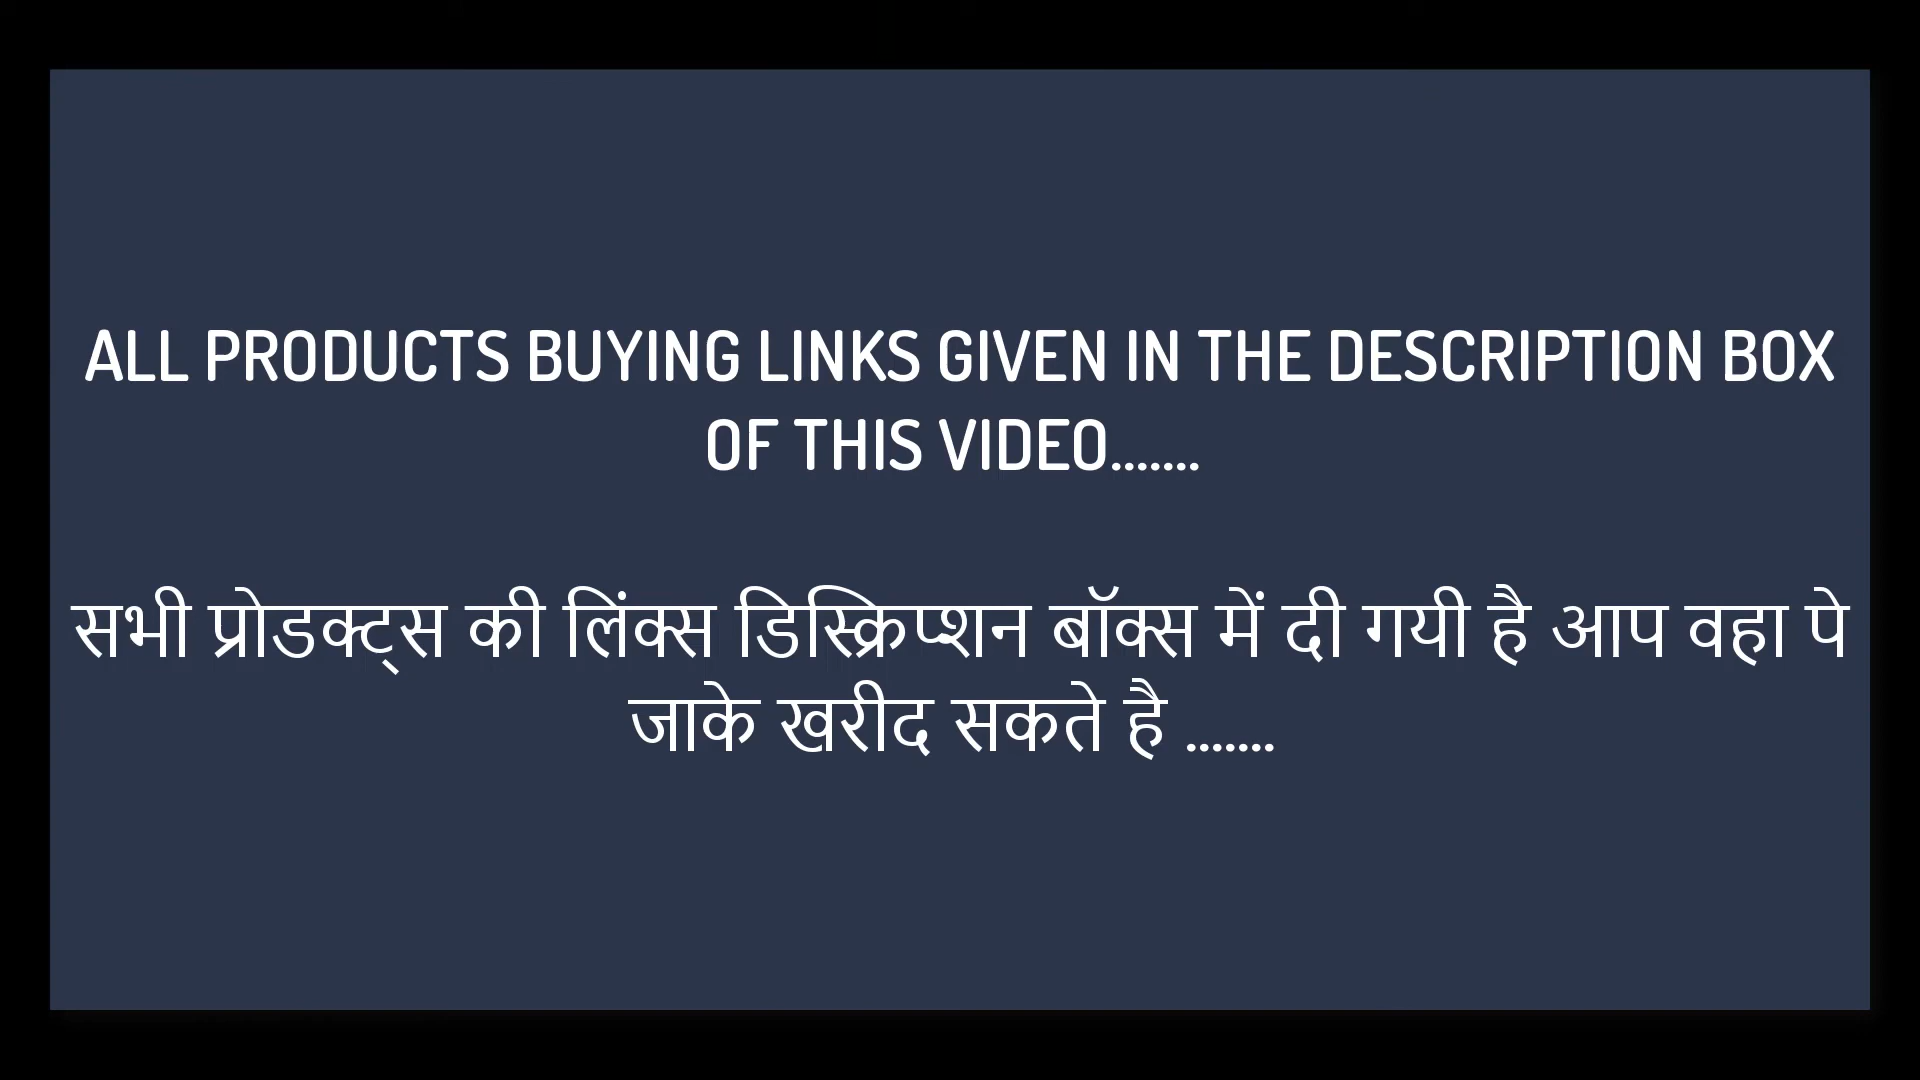 ALL PRODUCTS BUYING LINKS GIVEN IN THE DESCRIPTION BOX
OF THIS VIDEO.......
सभी प्रोडक्ट्स की लिंक्स डिस्क्रिप्शन बॉक्स में दी गयी है आप वहा पे
जाके खरीद सकते है .......